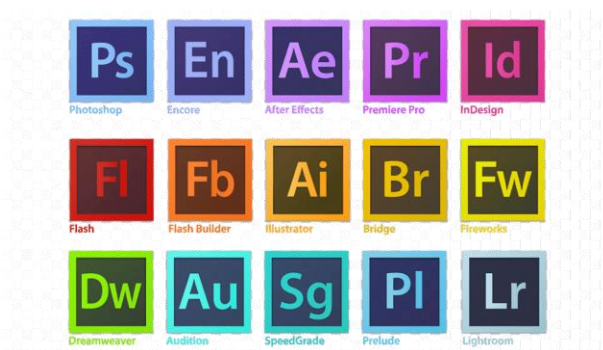 Ps En Ae Pr Id
Photoshop Encore After Effects Premiere Pro InDesign
Fl Fb Ai Br Fw
Flash Flash Builder Illustrator Bridge Fireworks
Dw Au Sg Pl Lr
Dreamweaver Audition SpeedGrade Prelude Lightroom